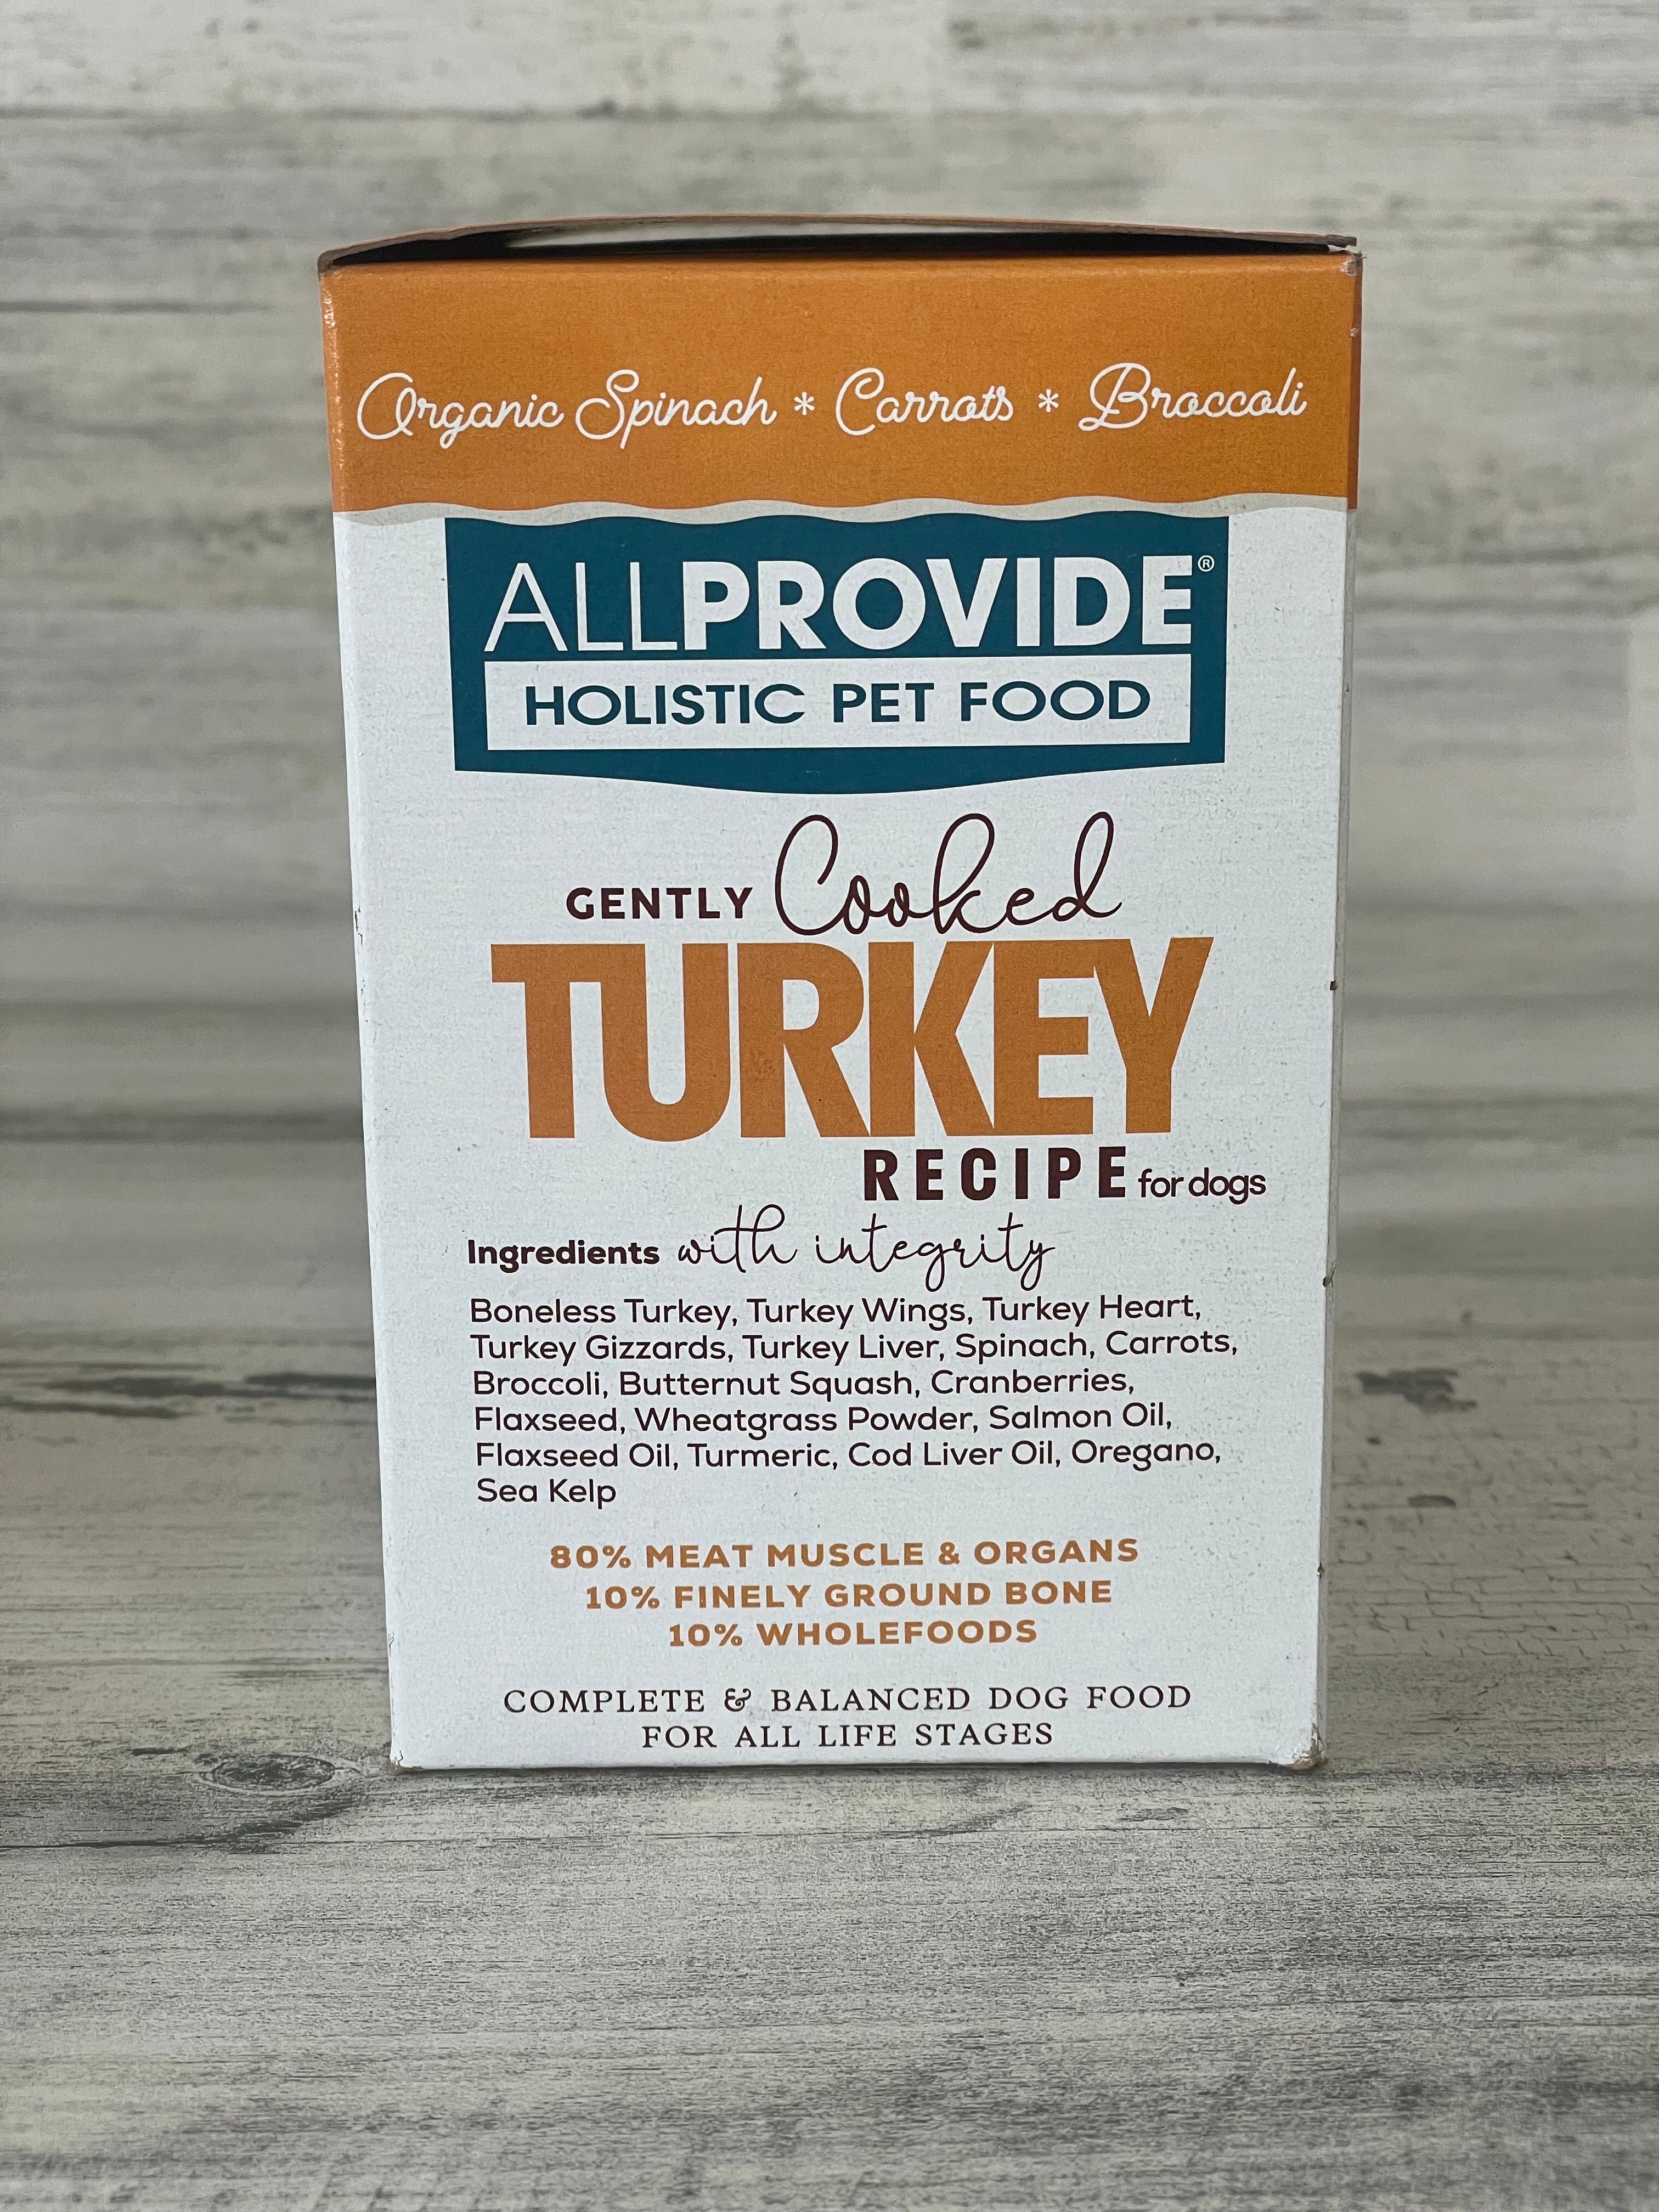 Organic Spinach * Carrots * Broccoli
ALLPROVIDE®
HOLISTIC PET FOOD
GENTLY Cooked
TURKEY
RECIPE for dogs
Ingredients with integrity
Boneless Turkey, Turkey Wings, Turkey Heart,
Turkey Gizzards, Turkey Liver, Spinach, Carrots,
Broccoli, Butternut Squash, Cranberries,
Flaxseed, Wheatgrass Powder, Salmon Oil,
Flaxseed Oil, Turmeric, Cod Liver Oil, Oregano,
Sea Kelp
80% MEAT MUSCLE & ORGANS
10% FINELY GROUND BONE
10% WHOLEFOODS
COMPLETE & BALANCED DOG FOOD
FOR ALL LIFE STAGES